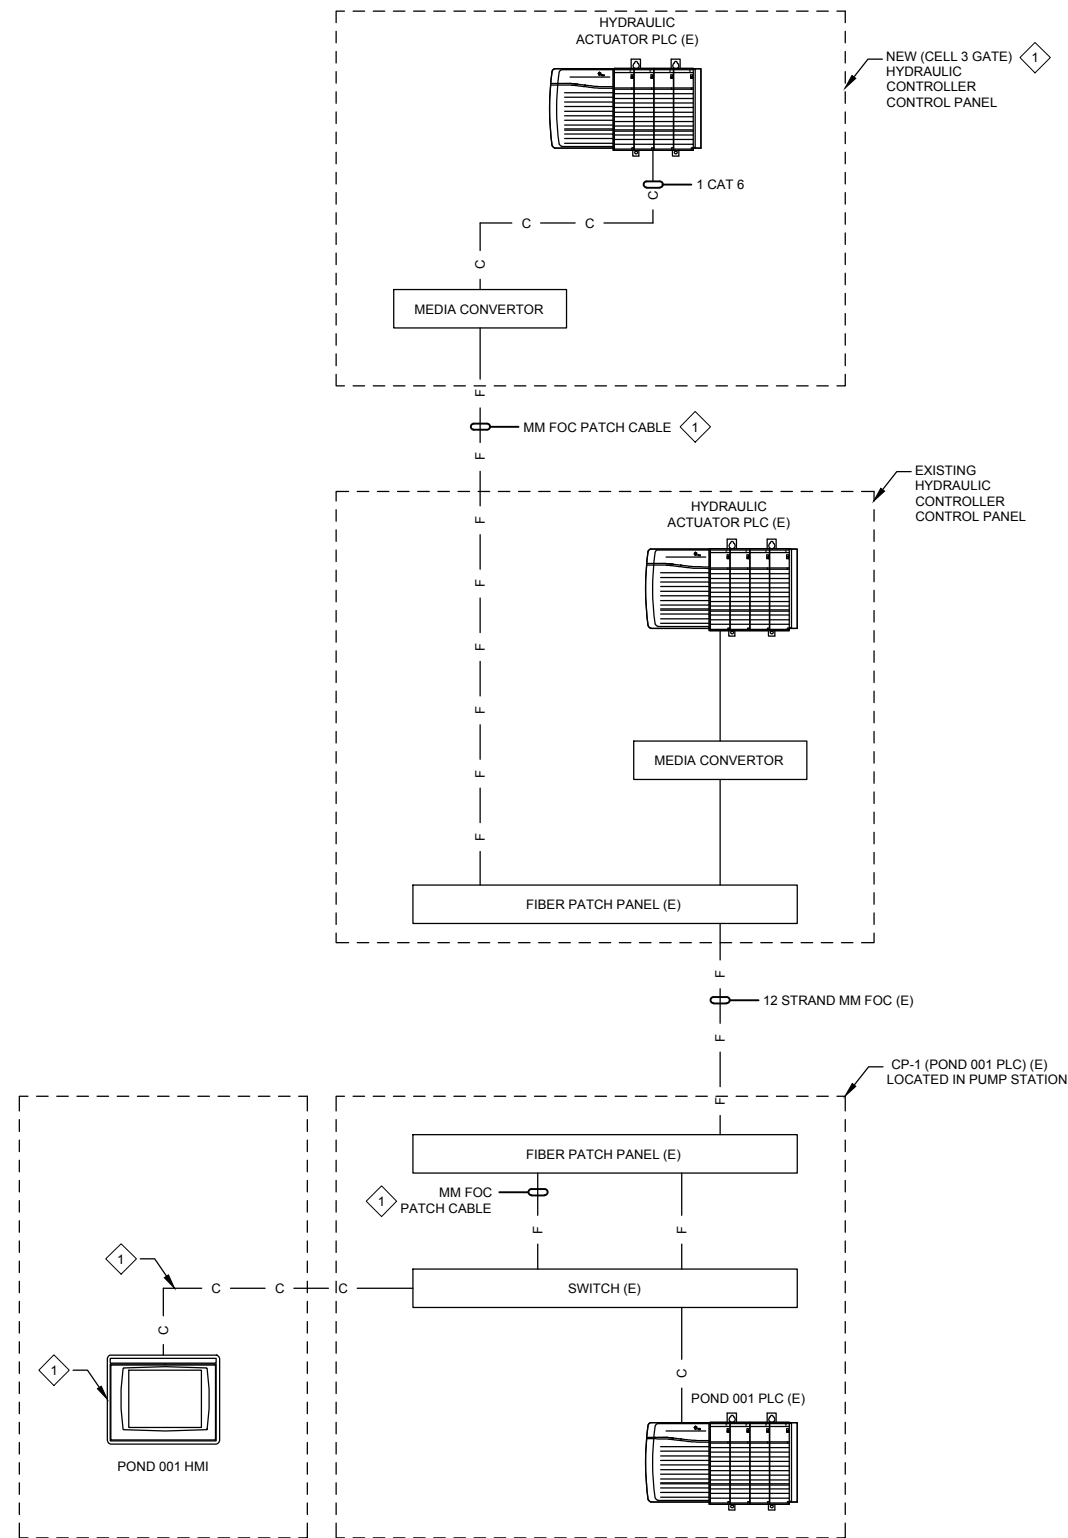 HYDRAULIC
ACTUATOR PLC (E)
NEW (CELL 3 GATE) 1
HYDRAULIC
CONTROLLER
CONTROL PANEL
1 CAT 6
C
C C
C
MEDIA CONVERTOR
F
MM FOC PATCH CABLE 1
F
EXISTING
HYDRAULIC
CONTROLLER
CONTROL PANEL
HYDRAULIC
ACTUATOR PLC (E)
F
F
F
F
MEDIA CONVERTOR
F
F
FIBER PATCH PANEL (E)
F
12 STRAND MM FOC (E)
F
CP-1 (POND 001 PLC) (E)
LOCATED IN PUMP STATION
F
FIBER PATCH PANEL (E)
1 MM FOC
PATCH CABLE
F F
1
C C C
SWITCH (E)
C
1
C
POND 001 PLC (E)
POND 001 HMI